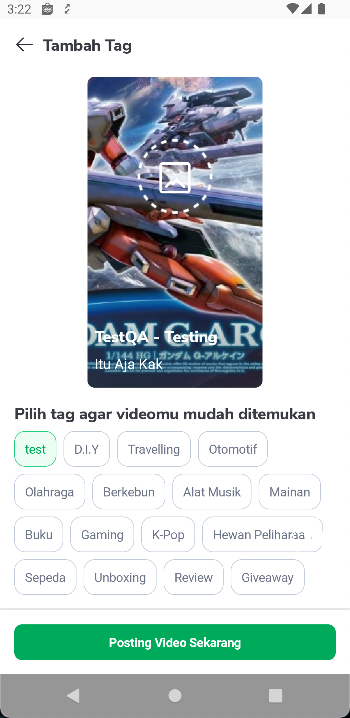 3:22
Tambah Tag
DAM G-ARC
1/144 HG ガンダム G-アルケイン
TestQA - Testing
Itu Aja Kak
Pilih tag agar videomu mudah ditemukan
test D.I.Y Travelling Otomotif
Olahraga Berkebun Alat Musik Mainan
Buku Gaming K-Pop Hewan Peliharaa
Sepeda Unboxing Review Giveaway
Posting Video Sekarang